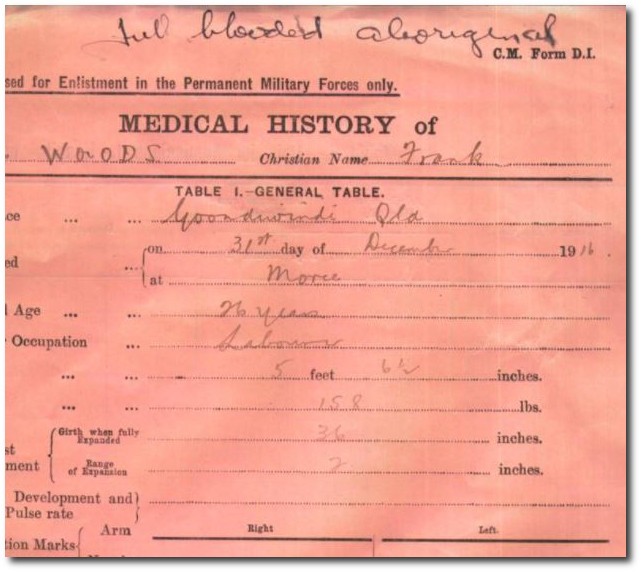 Full blooded aboriginal
C.M. Form D.I.
sed for Enlistment in the Permanent Military Forces only.
MEDICAL HISTORY of
WOODS Christian Name Frank
TABLE I.—GENERAL TABLE.
ce ... ... Goondiwindi Qld
ed ... on 31st day of December 1916
at Moree
Age ... ... 26 years
Occupation ... Labourer
... ... 5 feet 6½ inches.
... ... 158 lbs.
st
ment Girth when fully Expanded 36 inches.
Range of Expansion 2 inches.
Development and
Pulse rate
Arm Right Left.
tion Marks